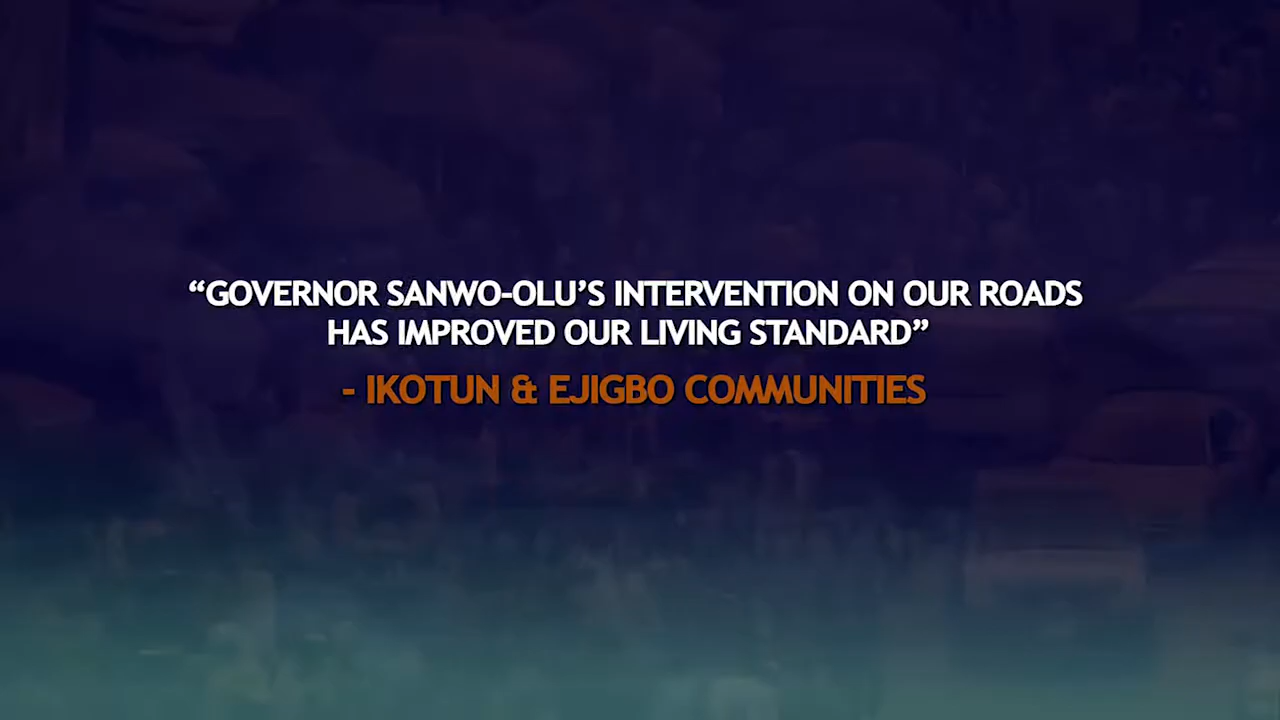 “GOVERNOR SANWO-OLU’S INTERVENTION ON OUR ROADS
HAS IMPROVED OUR LIVING STANDARD”
- IKOTUN & EJIGBO COMMUNITIES